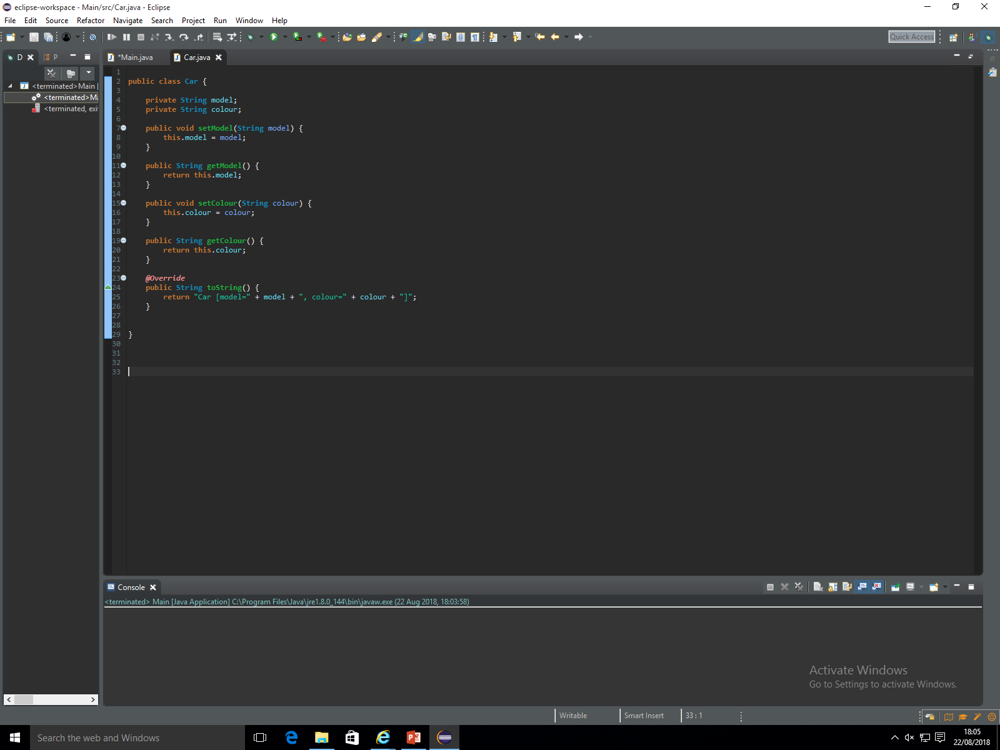 eclipse-workspace - Main/src/Car.java - Eclipse
File Edit Source Refactor Navigate Search Project Run Window Help
Quick Access
D P
*Main.java Car.java
<terminated>Main [
<terminated>Ma
<terminated, exi
1
2 public class Car {
3
4 private String model;
5 private String colour;
6
7 public void setModel(String model) {
8 this.model = model;
9 }
10
11 public String getModel() {
12 return this.model;
13 }
14
15 public void setColour(String colour) {
16 this.colour = colour;
17 }
18
19 public String getColour() {
20 return this.colour;
21 }
22
23 @Override
24 public String toString() {
25 return "Car [model=" + model + ", colour=" + colour + "]";
26 }
27
28
29 }
30
31
32
33
Console
<terminated> Main [Java Application] C:\Program Files\Java\jre1.8.0_144\bin\javaw.exe (22 Aug 2018, 18:03:58)
Activate Windows
Go to Settings to activate Windows.
Writable Smart Insert 33 : 1
Search the web and Windows
18:05
22/08/2018